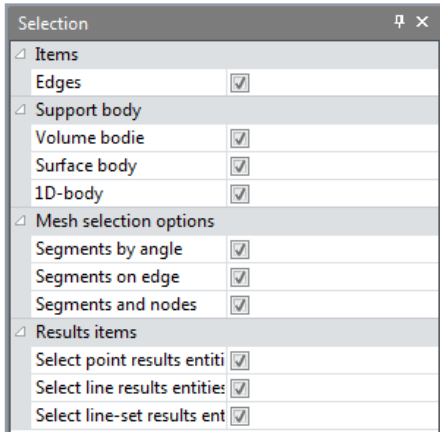 Selection
Items
Edges
Support body
Volume bodie
Surface body
1D-body
Mesh selection options
Segments by angle
Segments on edge
Segments and nodes
Results items
Select point results entiti
Select line results entities
Select line-set results ent